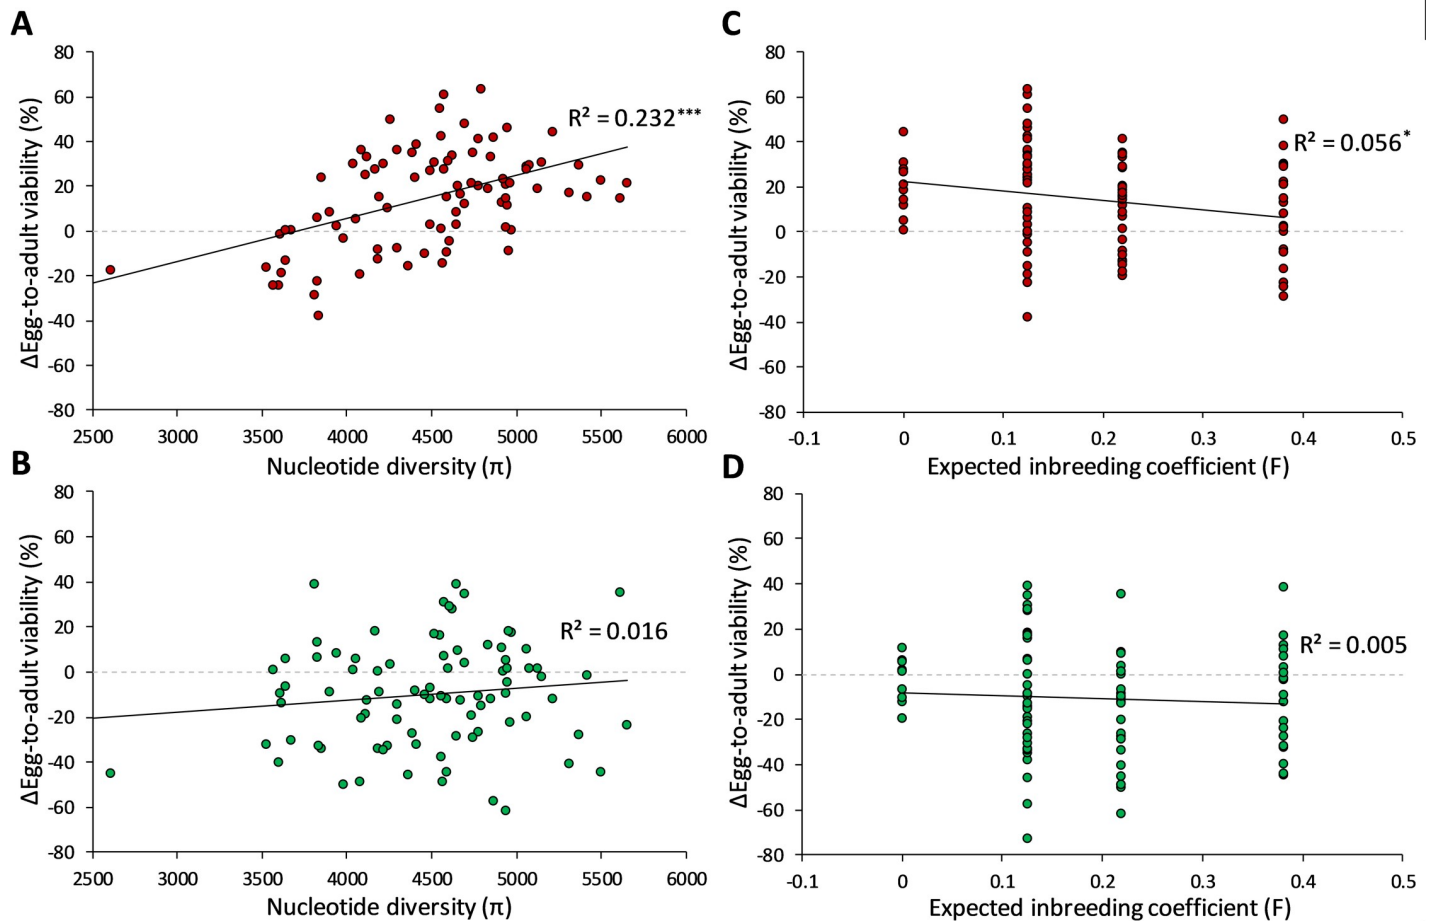 A
ΔEgg-to-adult viability (%)
80
60
40
20
0
-20
-40
-60
-80
R² = 0.232***
2500 3000 3500 4000 4500 5000 5500 6000
Nucleotide diversity (π)
C
ΔEgg-to-adult viability (%)
80
60
40
20
0
-20
-40
-60
-80
R² = 0.056*
-0.1 0 0.1 0.2 0.3 0.4 0.5
Expected inbreeding coefficient (F)
B
ΔEgg-to-adult viability (%)
80
60
40
20
0
-20
-40
-60
-80
R² = 0.016
2500 3000 3500 4000 4500 5000 5500 6000
Nucleotide diversity (π)
D
ΔEgg-to-adult viability (%)
80
60
40
20
0
-20
-40
-60
-80
R² = 0.005
-0.1 0 0.1 0.2 0.3 0.4 0.5
Expected inbreeding coefficient (F)